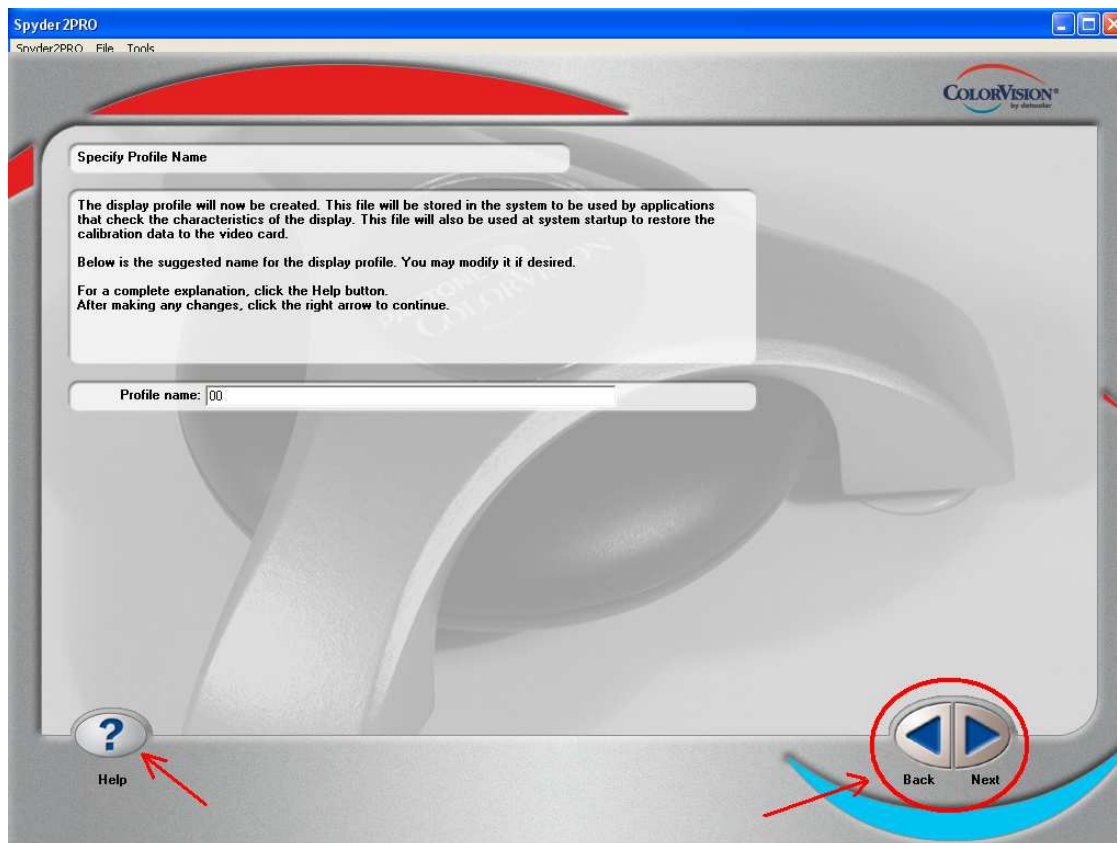 Spyder2PRO
Spyder2PRO File Tools
COLORVISION®
by datacolor
Specify Profile Name
The display profile will now be created. This file will be stored in the system to be used by applications
that check the characteristics of the display. This file will also be used at system startup to restore the
calibration data to the video card.
Below is the suggested name for the display profile. You may modify it if desired.
For a complete explanation, click the Help button.
After making any changes, click the right arrow to continue.
PANTONE
COLORVISION
Profile name: 00
?
Help
Back Next